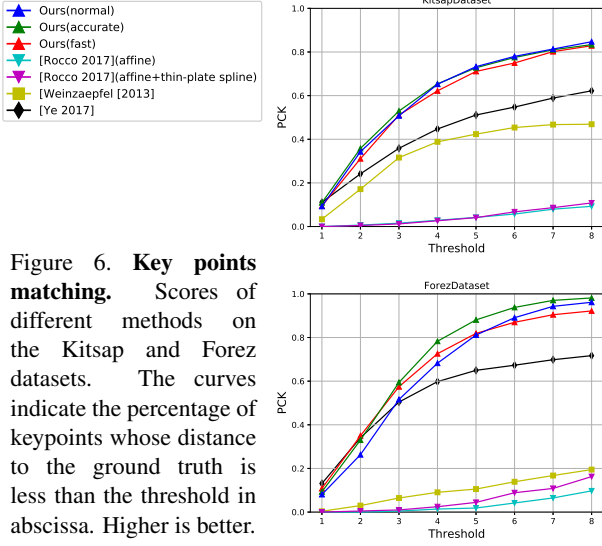 Ours(normal)
Ours(accurate)
Ours(fast)
[Rocco 2017](affine)
[Rocco 2017](affine+thin-plate spline)
[Weinzaepfel [2013]
[Ye 2017]
KitsapDataset
1.0
0.8
0.6
0.4
0.2
0.0
PCK
1 2 3 4 5 6 7 8
Threshold
Figure 6. Key points
matching. Scores of
different methods on
the Kitsap and Forez
datasets. The curves
indicate the percentage of
keypoints whose distance
to the ground truth is
less than the threshold in
abscissa. Higher is better.
ForezDataset
1.0
0.8
0.6
0.4
0.2
0.0
PCK
1 2 3 4 5 6 7 8
Threshold